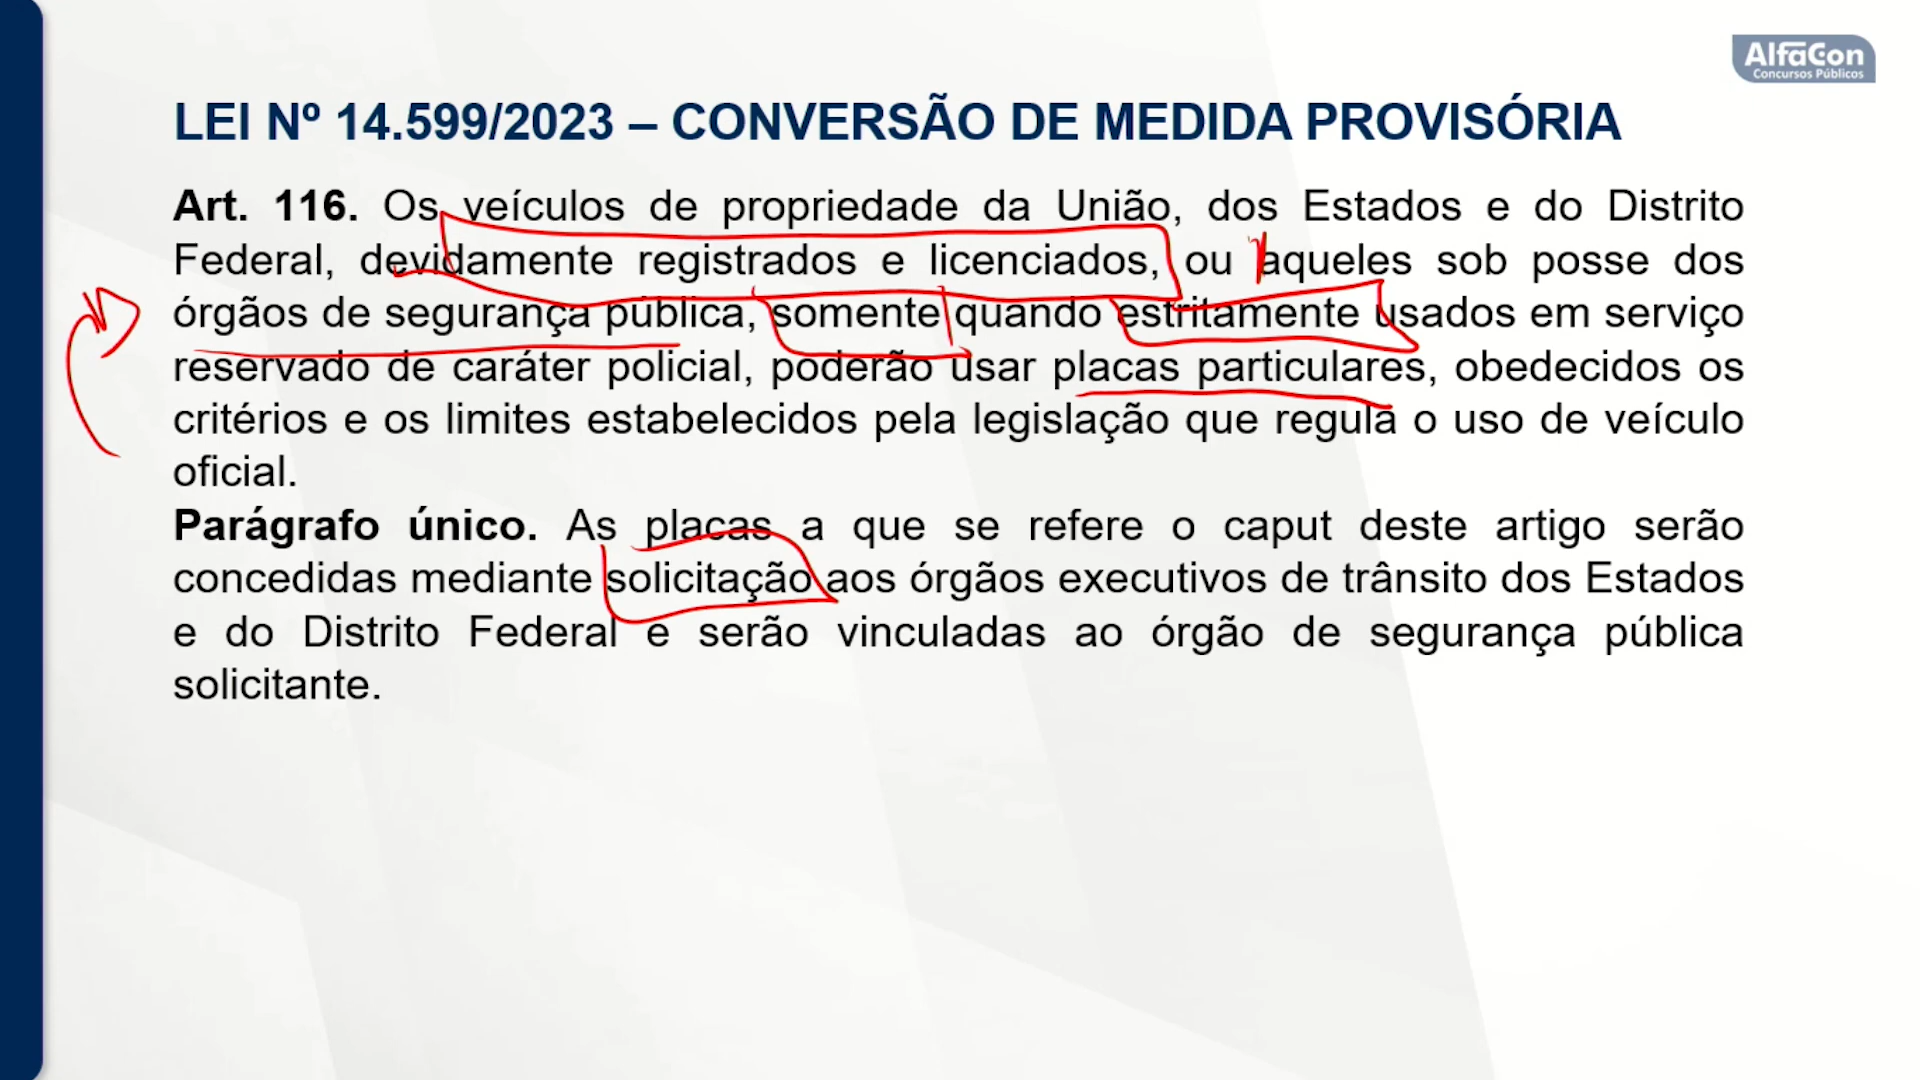 AlfaCon
Concursos Públicos
LEI Nº 14.599/2023 – CONVERSÃO DE MEDIDA PROVISÓRIA
Art. 116. Os veículos de propriedade da União, dos Estados e do Distrito
Federal, devidamente registrados e licenciados, ou aqueles sob posse dos
órgãos de segurança pública, somente quando estritamente usados em serviço
reservado de caráter policial, poderão usar placas particulares, obedecidos os
critérios e os limites estabelecidos pela legislação que regula o uso de veículo
oficial.
Parágrafo único. As placas a que se refere o caput deste artigo serão
concedidas mediante solicitação aos órgãos executivos de trânsito dos Estados
e do Distrito Federal e serão vinculadas ao órgão de segurança pública
solicitante.